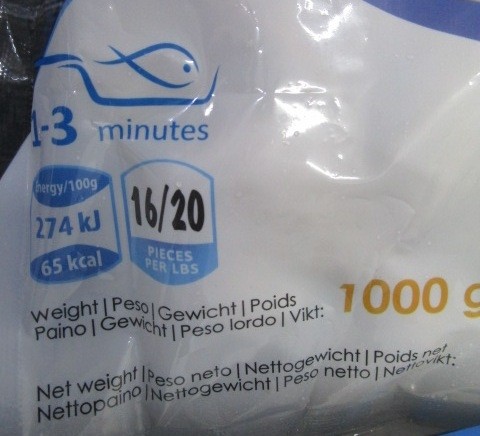 1-3 minutes
Energy/100g
274 kJ
65 kcal
16/20
PIECES
PER LBS
Weight | Peso | Gewicht | Poids
Paino | Gewicht | Peso lordo | Vikt:
1000 g
Net weight | Peso neto | Nettogewicht | Poids net
Nettopaino | Nettogewicht | Peso netto | Nettovikt: